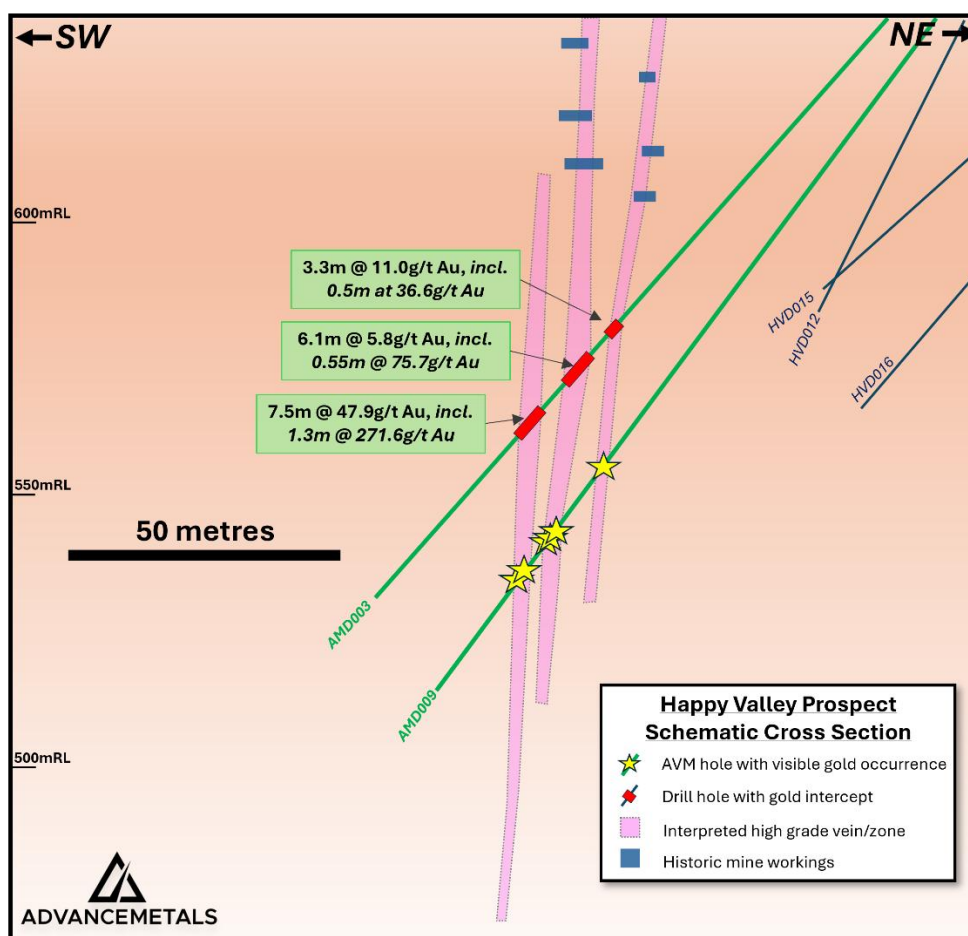 SW
NE
600mRL
3.3m @ 11.0g/t Au, incl.
0.5m at 36.6g/t Au
6.1m @ 5.8g/t Au, incl.
0.55m @ 75.7g/t Au
7.5m @ 47.9g/t Au, incl.
1.3m @ 271.6g/t Au
HVD015
HVD012
HVD016
550mRL
50 metres
AMD003
AMD009
500mRL
Happy Valley Prospect
Schematic Cross Section
AVM hole with visible gold occurrence
Drill hole with gold intercept
Interpreted high grade vein/zone
Historic mine workings
ADVANCEMETALS